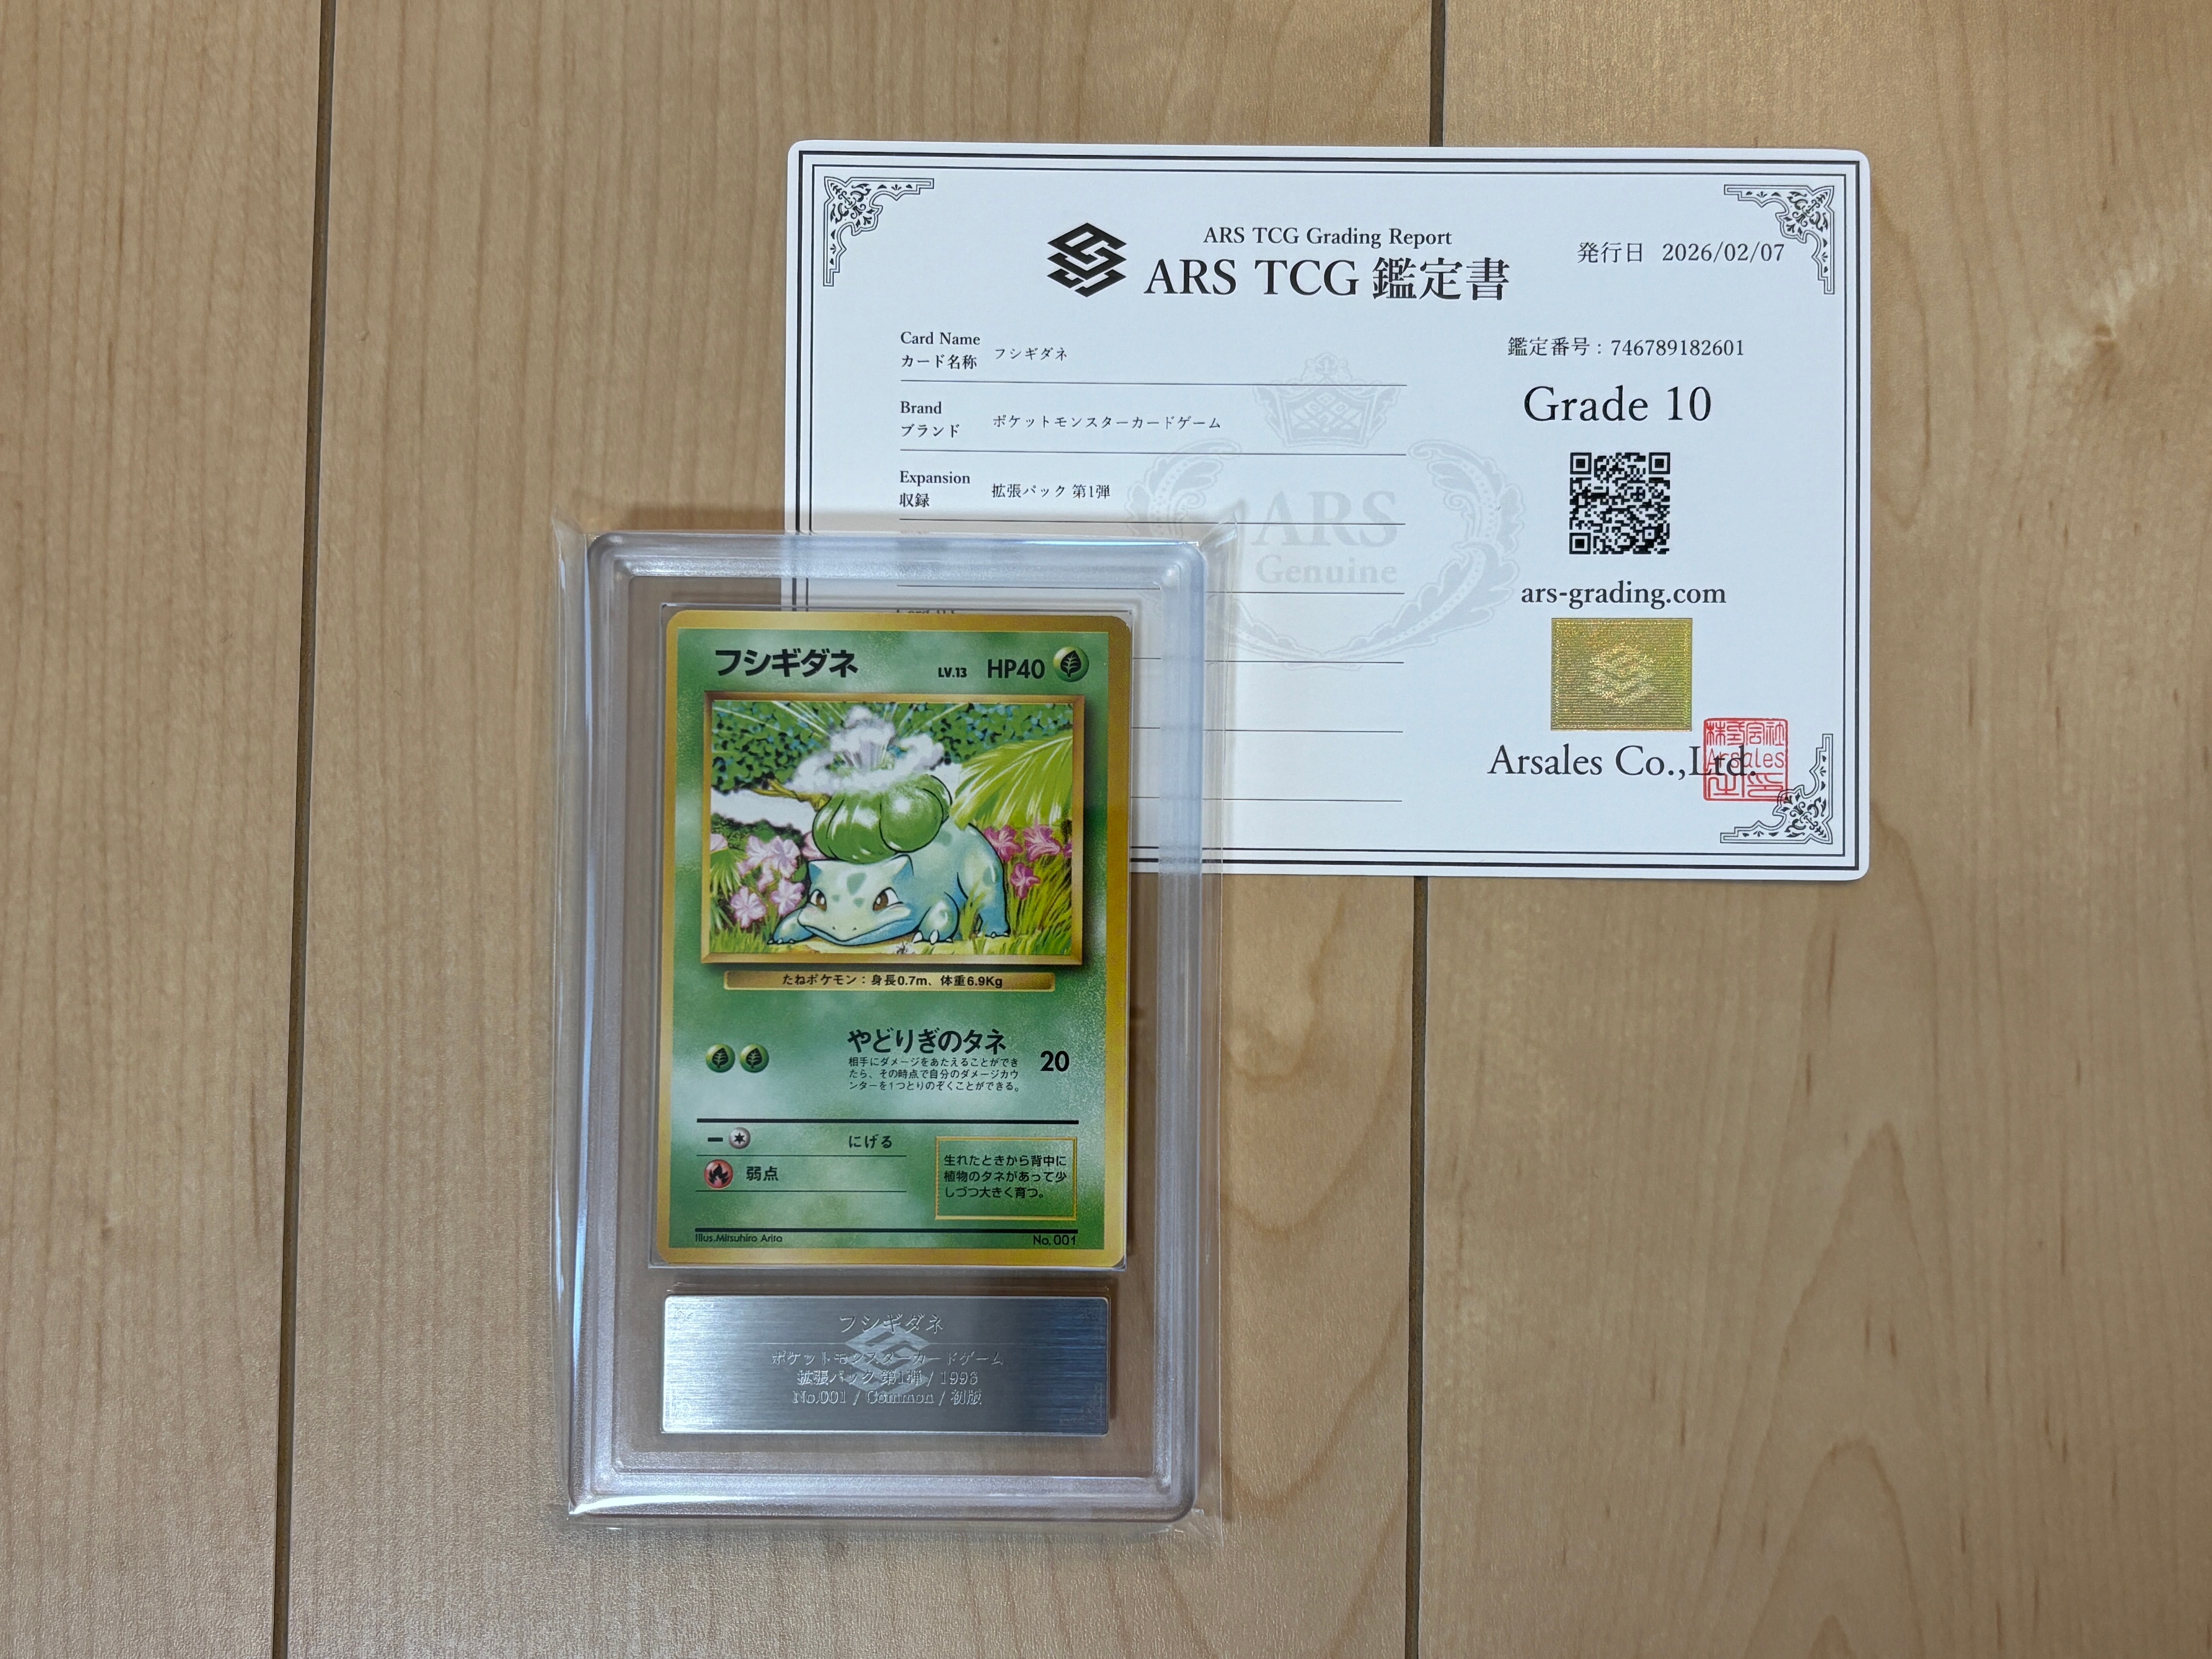 ARS TCG Grading Report
ARS TCG 鑑定書
発行日 2026/02/07
Card Name
カード名称 フシギダネ
Brand
ブランド ポケットモンスターカードゲーム
Expansion
収録 拡張パック 第1弾
鑑定番号：746789182601
Grade 10
ars-grading.com
Arsales Co.,Ltd.
株式会社
Arsales
ARS
Genuine
フシギダネ LV.13 HP40
たねポケモン：身長0.7m、体重6.9Kg
やどりぎのタネ 20
相手にダメージをあたえることができ
たら、その時点で自分のダメージカウ
ンターを1つとりのぞくことができる。
にげる
弱点
生れたときから背中に
植物のタネがあって少
しづつ大きく育つ。
Illus.Mitsuhiro Arita No.001
フシギダネ
ポケットモンスターカードゲーム
拡張パック 第1弾 / 1996
No.001 / Common / 初版